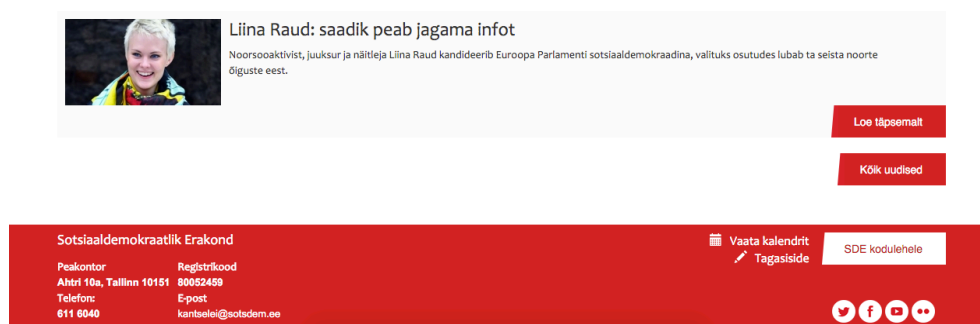 Liina Raud: saadik peab jagama infot
Noorsooaktivist, juuksur ja näitleja Liina Raud kandideerib Euroopa Parlamenti sotsiaaldemokraadina, valituks osutudes lubab ta seista noorte
õiguste eest.
Loe täpsemalt
Kõik uudised
Sotsiaaldemokraatlik Erakond
Vaata kalendrit
Tagasiside
SDE kodulehele
Peakontor Registrikood
Ahtri 10a, Tallinn 10151 80052459
Telefon: E-post
611 6040 kantselei@sotsdem.ee